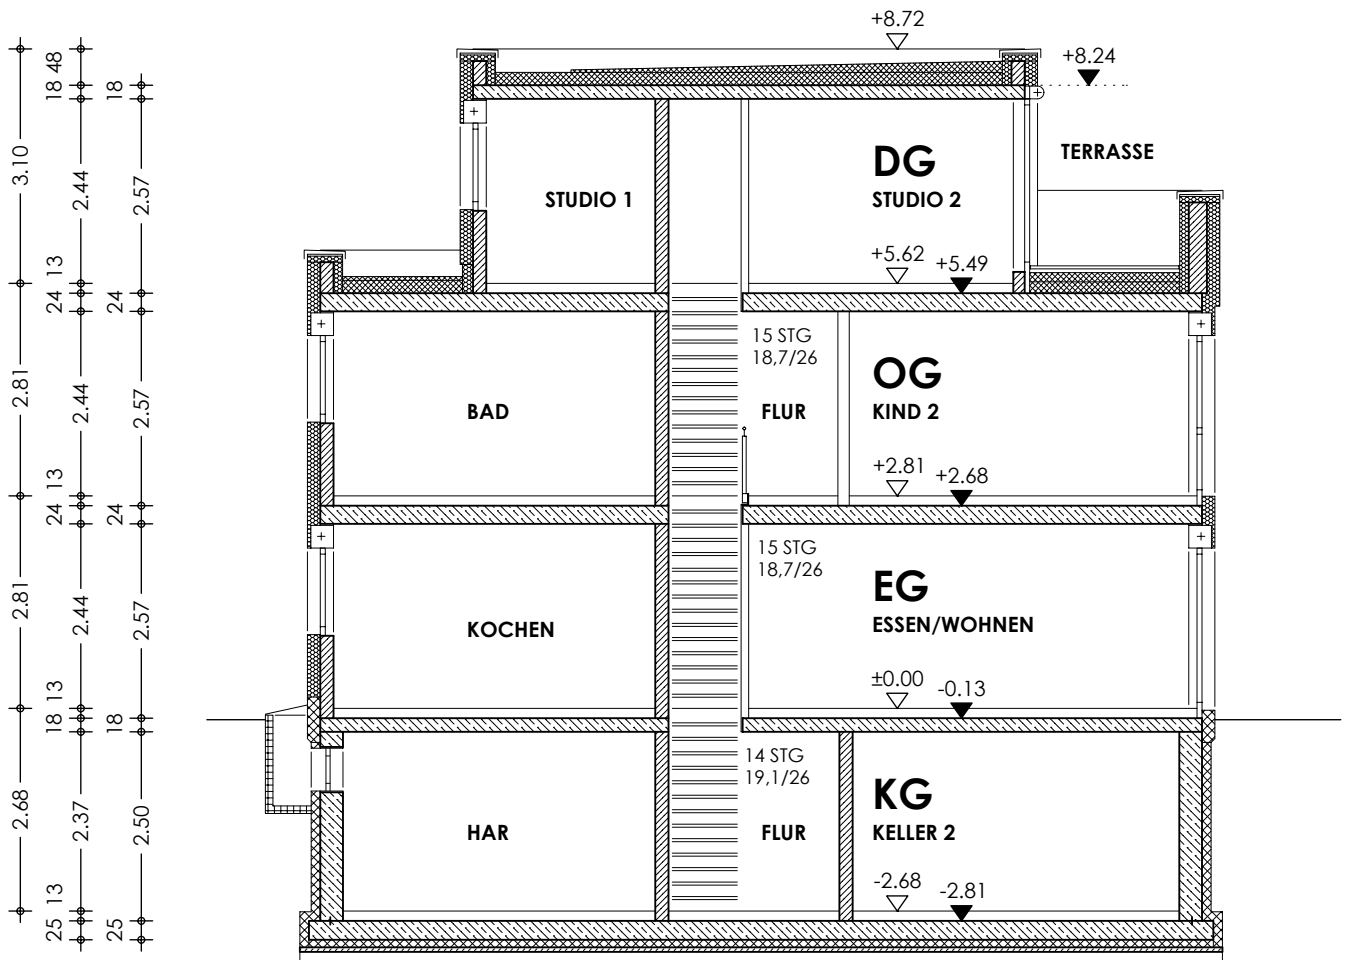 +8.72
+8.24
TERRASSE
DG
STUDIO 1
STUDIO 2
+5.62
+5.49
15 STG
18,7/26
OG
BAD
FLUR
KIND 2
+2.81
+2.68
15 STG
18,7/26
EG
KOCHEN
ESSEN/WOHNEN
±0.00
-0.13
14 STG
19,1/26
KG
HAR
FLUR
KELLER 2
-2.68
-2.81
3.10
2.81
2.81
2.68
18 48
2.44
13
24
2.44
13
24
2.44
13
18
2.37
13
25
18
2.57
24
2.57
24
2.57
18
2.50
25